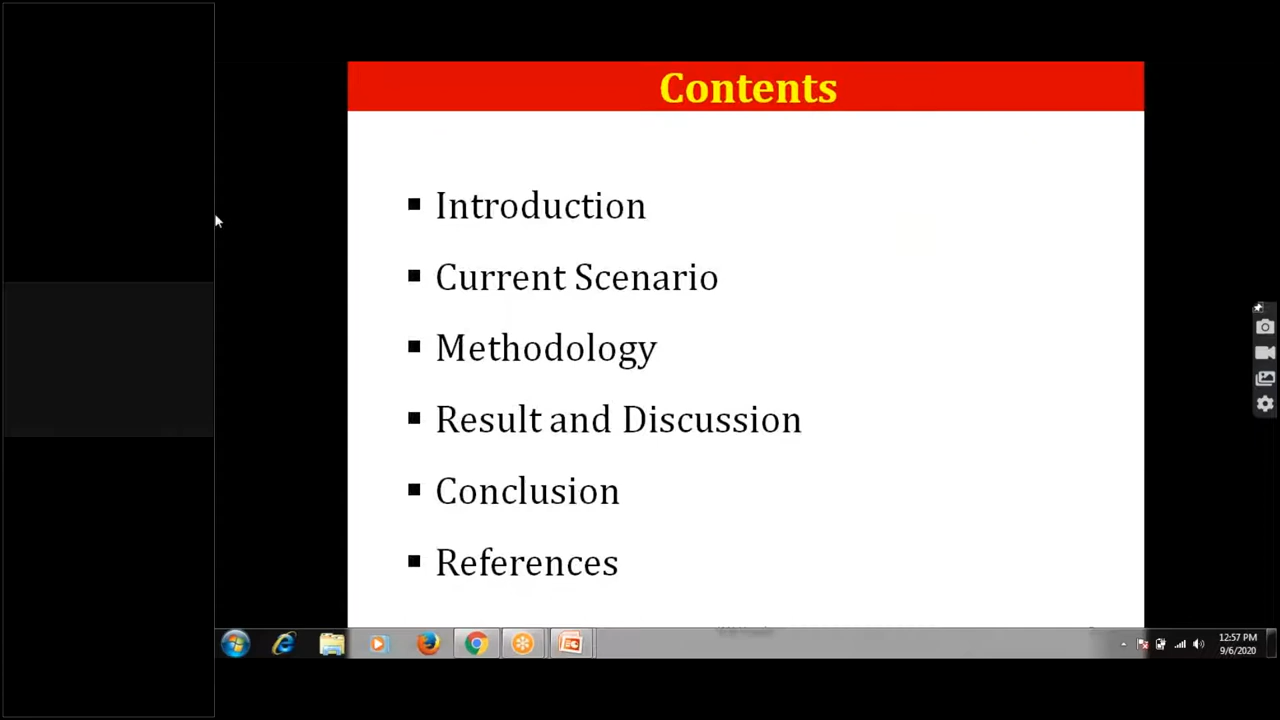 Contents
Introduction
Current Scenario
Methodology
Result and Discussion
Conclusion
References
12:57 PM
9/6/2020